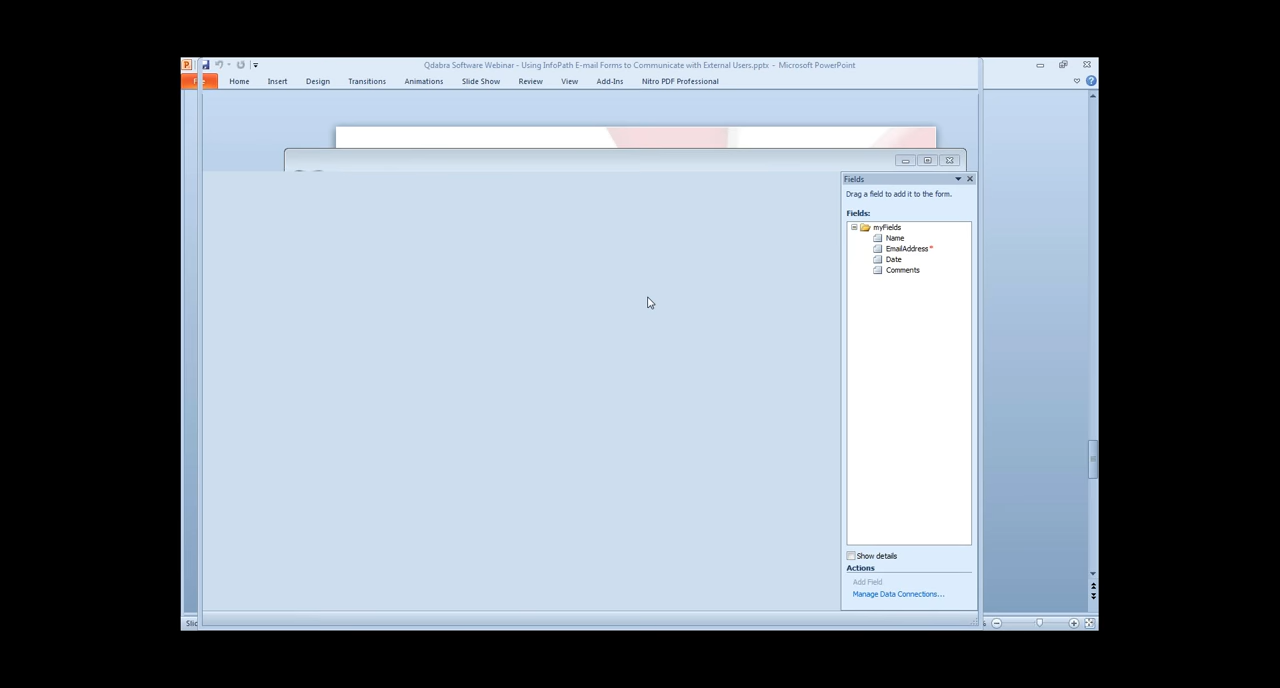 Qdabra Software Webinar - Using InfoPath E-mail Forms to Communicate with External Users.pptx - Microsoft PowerPoint
Home Insert Design Transitions Animations Slide Show Review View Add-Ins Nitro PDF Professional
Fields
Drag a field to add it to the form.
Fields:
myFields
Name
EmailAddress*
Date
Comments
Show details
Actions
Add Field
Manage Data Connections...